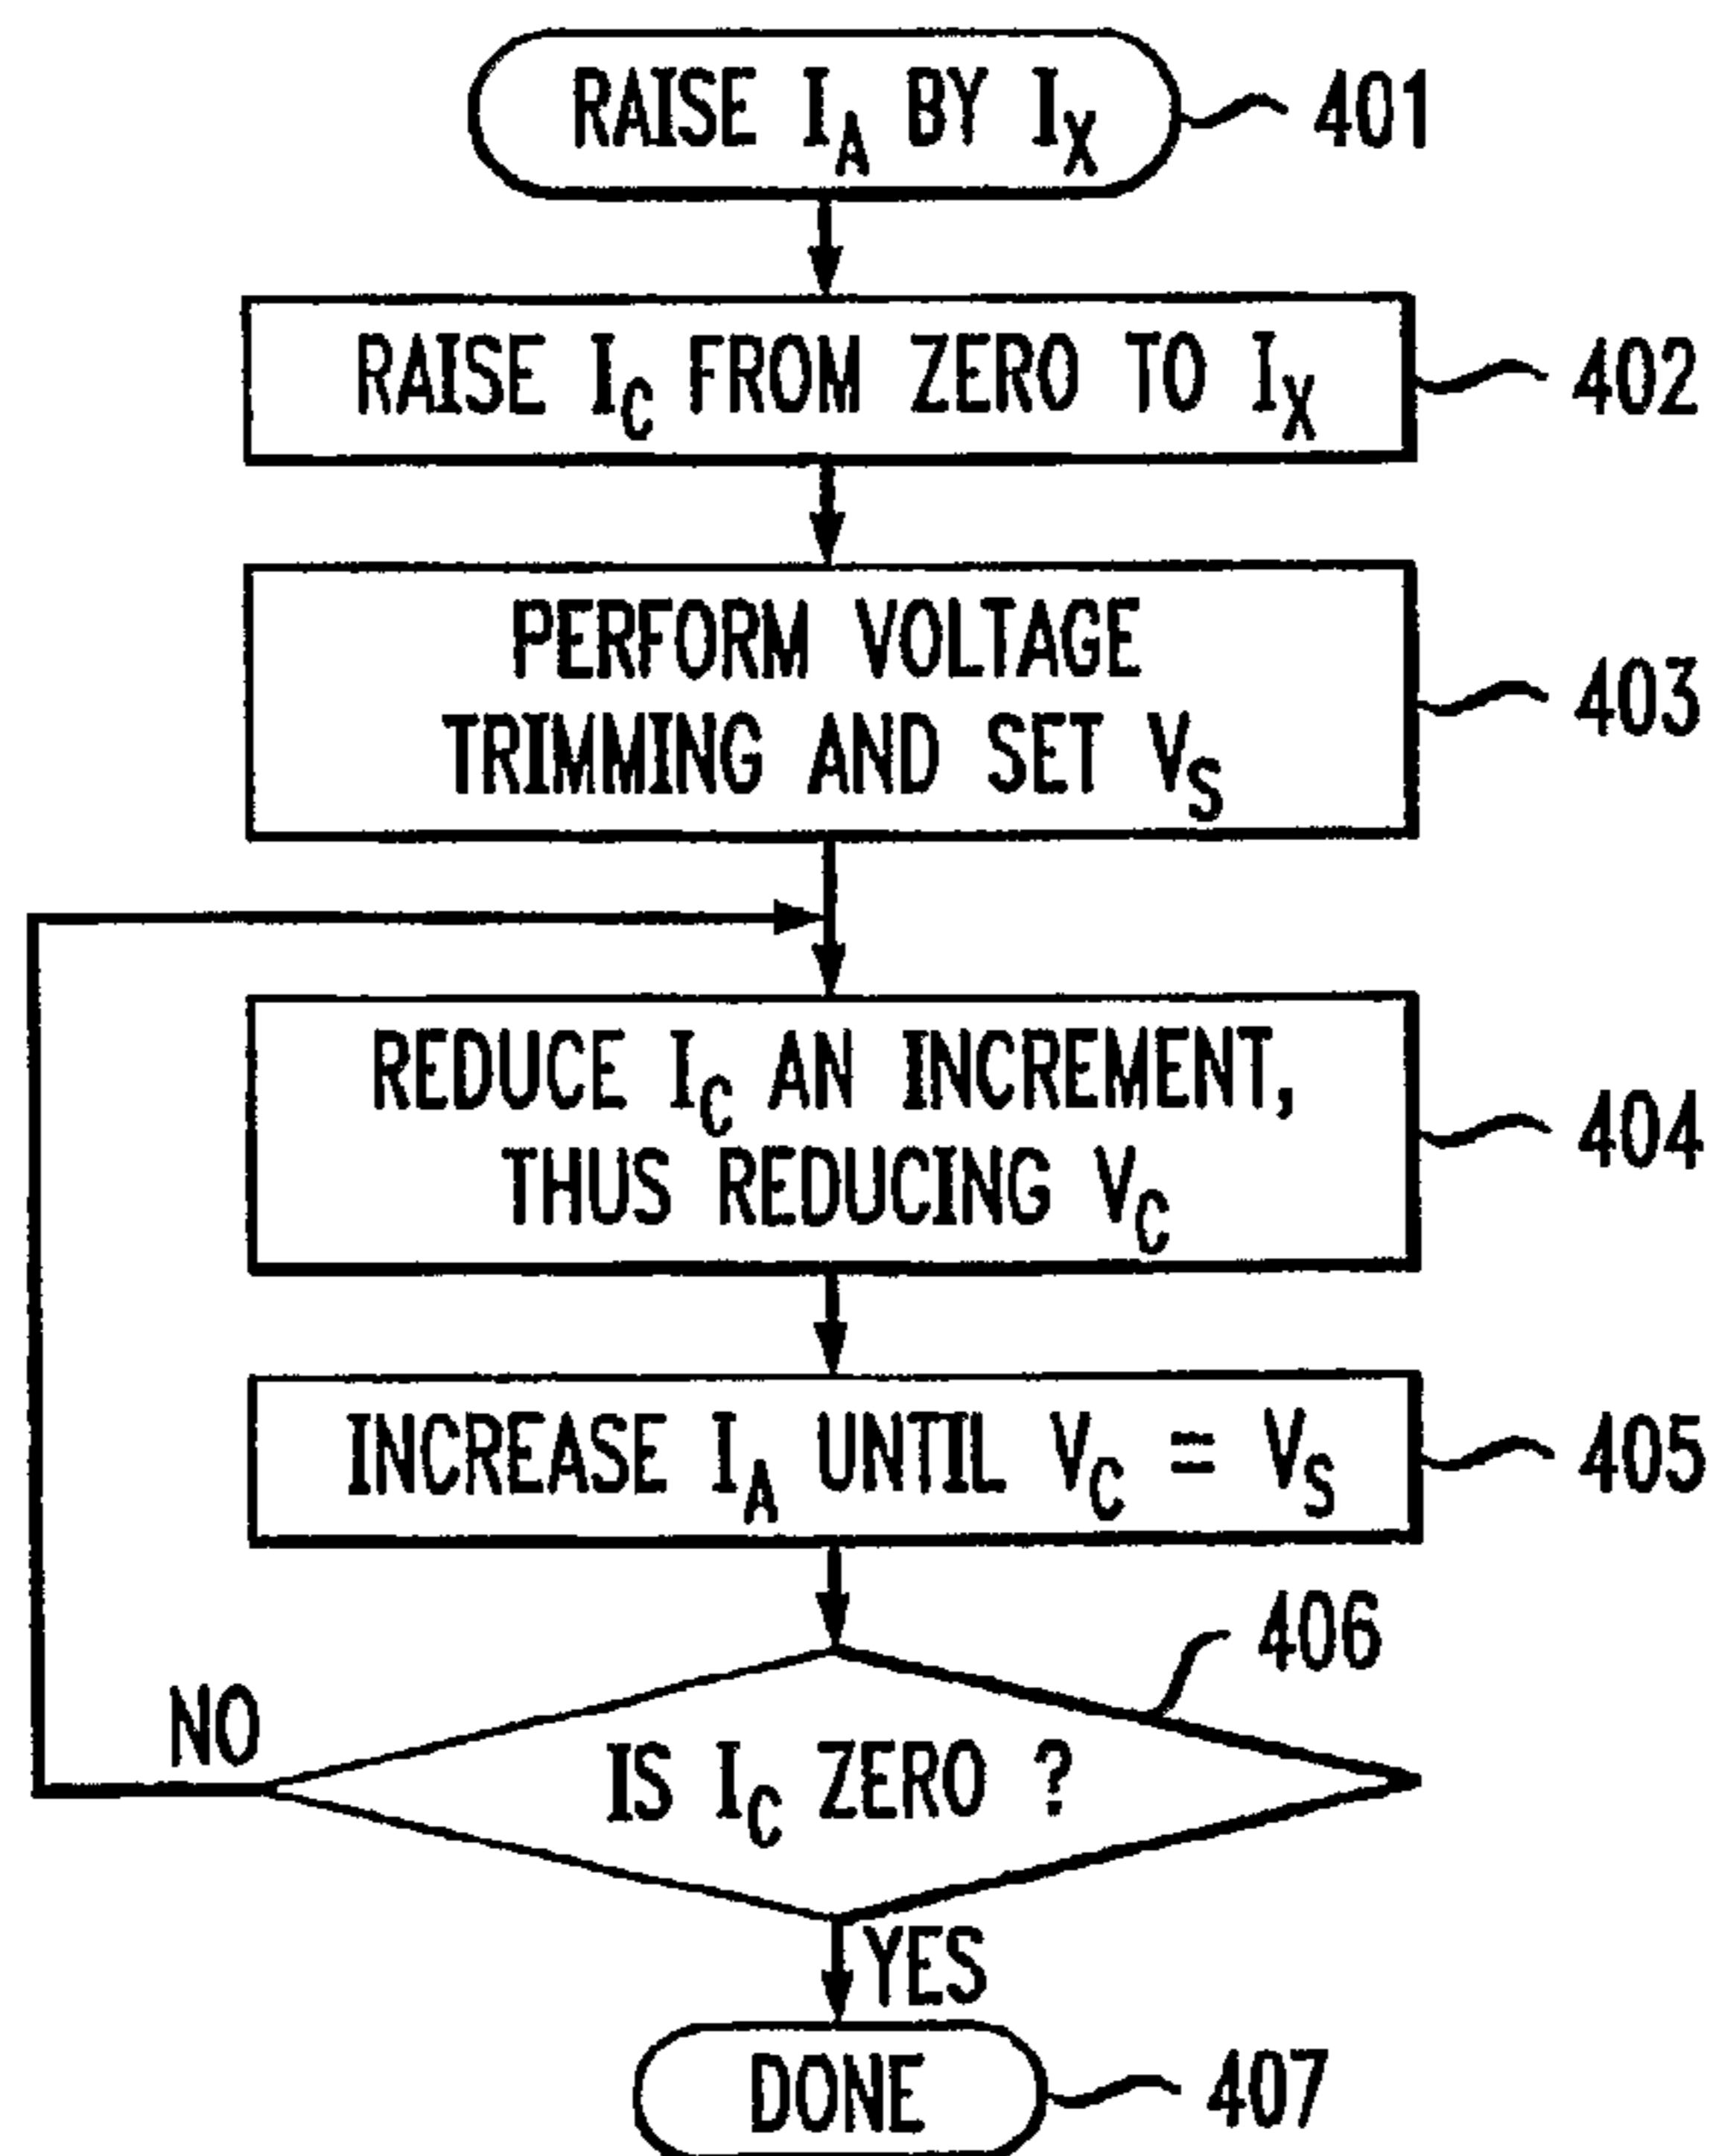 RAISE I_A BY I_X
401
RAISE I_C FROM ZERO TO I_X
402
PERFORM VOLTAGE
TRIMMING AND SET V_S
403
REDUCE I_C AN INCREMENT,
THUS REDUCING V_C
404
INCREASE I_A UNTIL V_C = V_S
405
406
NO
IS I_C ZERO ?
YES
DONE
407